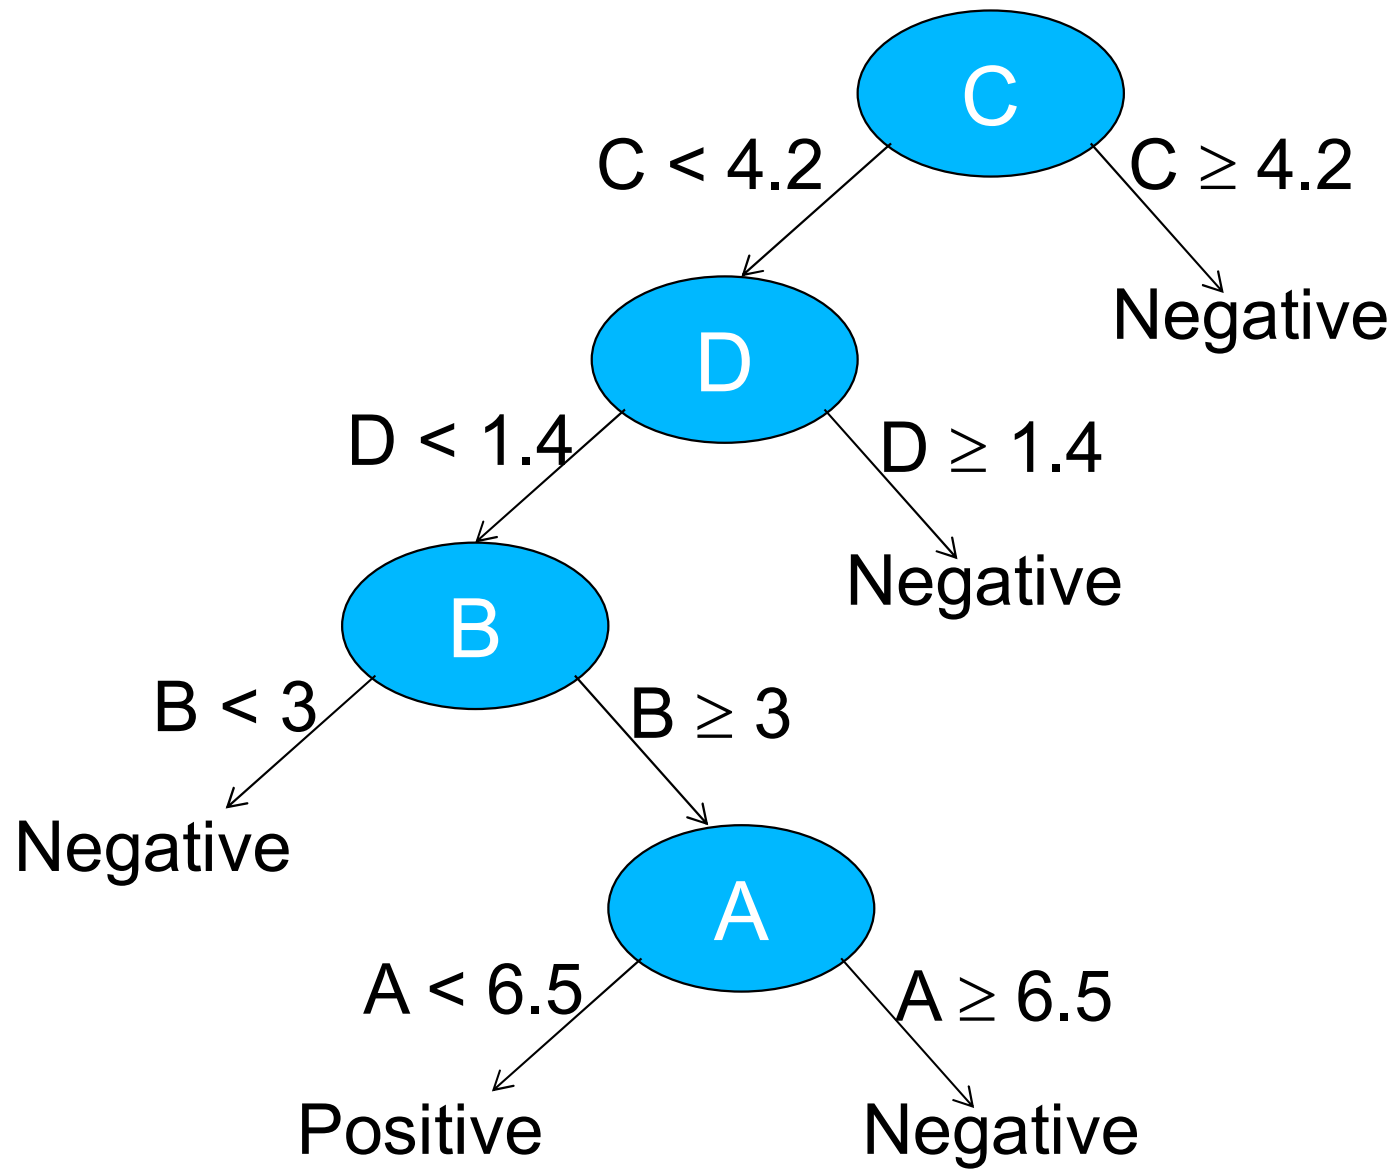 C
C < 4.2
C ≥ 4.2
Negative
D
D < 1.4
D ≥ 1.4
Negative
B
B < 3
B ≥ 3
Negative
A
A < 6.5
A ≥ 6.5
Positive
Negative